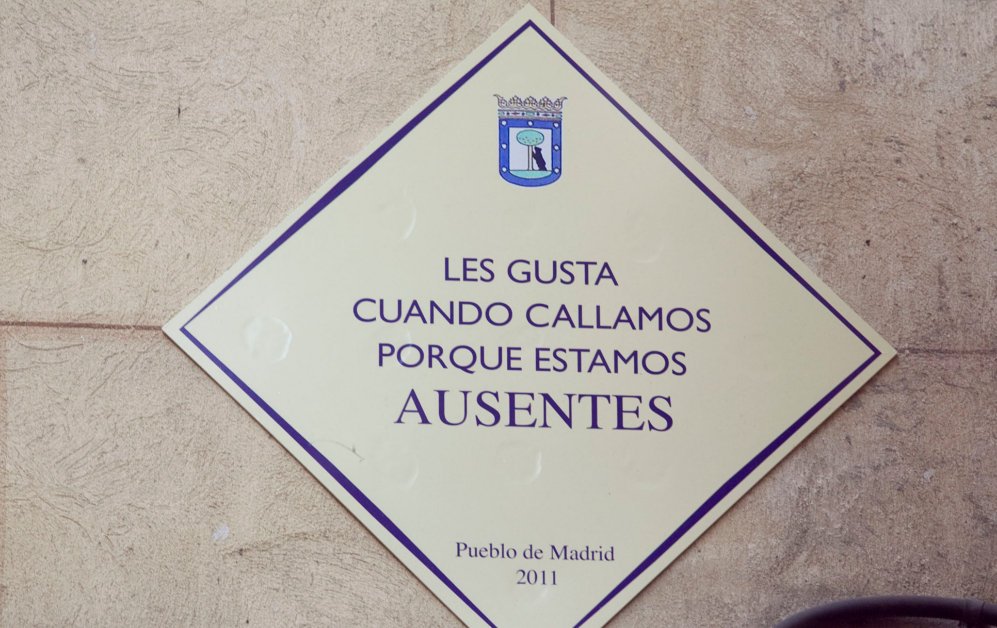 LES GUSTA
CUANDO CALLAMOS
PORQUE ESTAMOS
AUSENTES
Pueblo de Madrid
2011